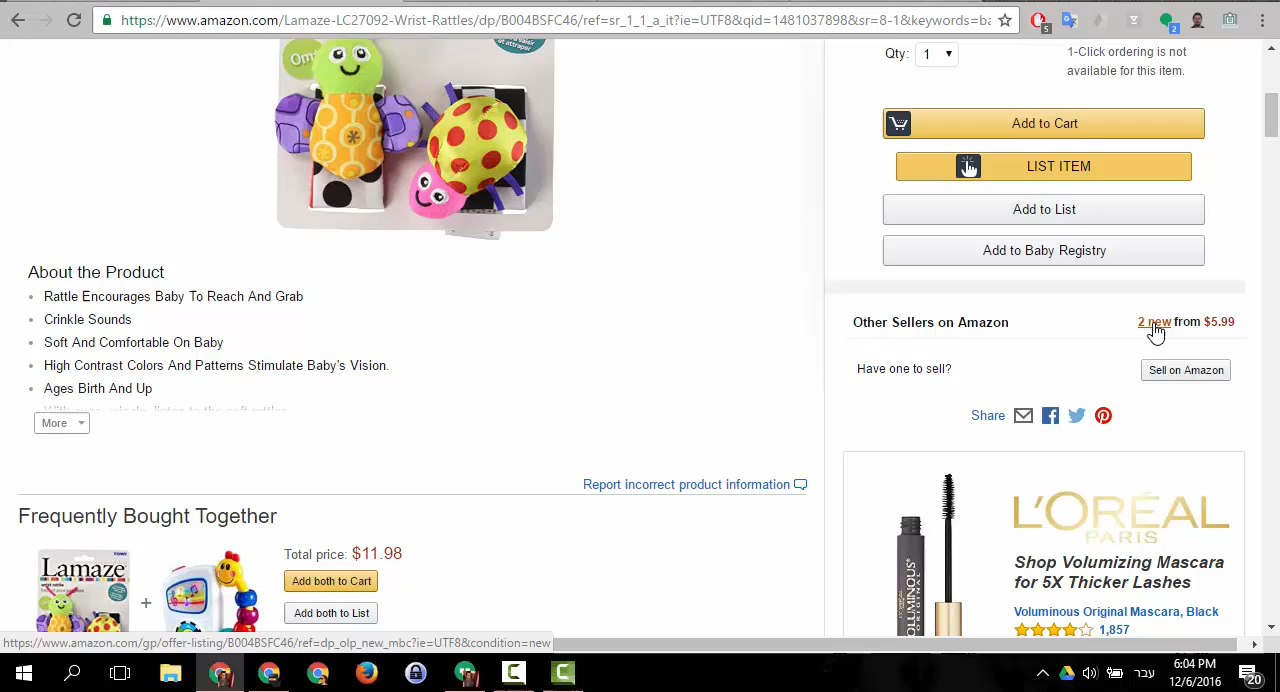 https://www.amazon.com/Lamaze-LC27092-Wrist-Rattles/dp/B004BSFC46/ref=sr_1_1_a_it?ie=UTF8&qid=1481037898&sr=8-1&keywords=ba
5
2
Om
Qty: 1
1-Click ordering is not
available for this item.
Add to Cart
LIST ITEM
Add to List
Add to Baby Registry
Other Sellers on Amazon
2 new from $5.99
Have one to sell?
Sell on Amazon
Share
About the Product
Rattle Encourages Baby To Reach And Grab
Crinkle Sounds
Soft And Comfortable On Baby
High Contrast Colors And Patterns Stimulate Baby's Vision.
Ages Birth And Up
More
Report incorrect product information
Frequently Bought Together
TOMY
Lamaze
+
Total price: $11.98
Add both to Cart
Add both to List
L'ORÉAL
PARIS
Shop Volumizing Mascara
for 5X Thicker Lashes
Voluminous Original Mascara, Black
1,857
VOLUMINOUS
ORIGINAL
https://www.amazon.com/gp/offer-listing/B004BSFC46/ref=dp_olp_new_mbc?ie=UTF8&condition=new
עבר
6:04 PM
12/6/2016
20